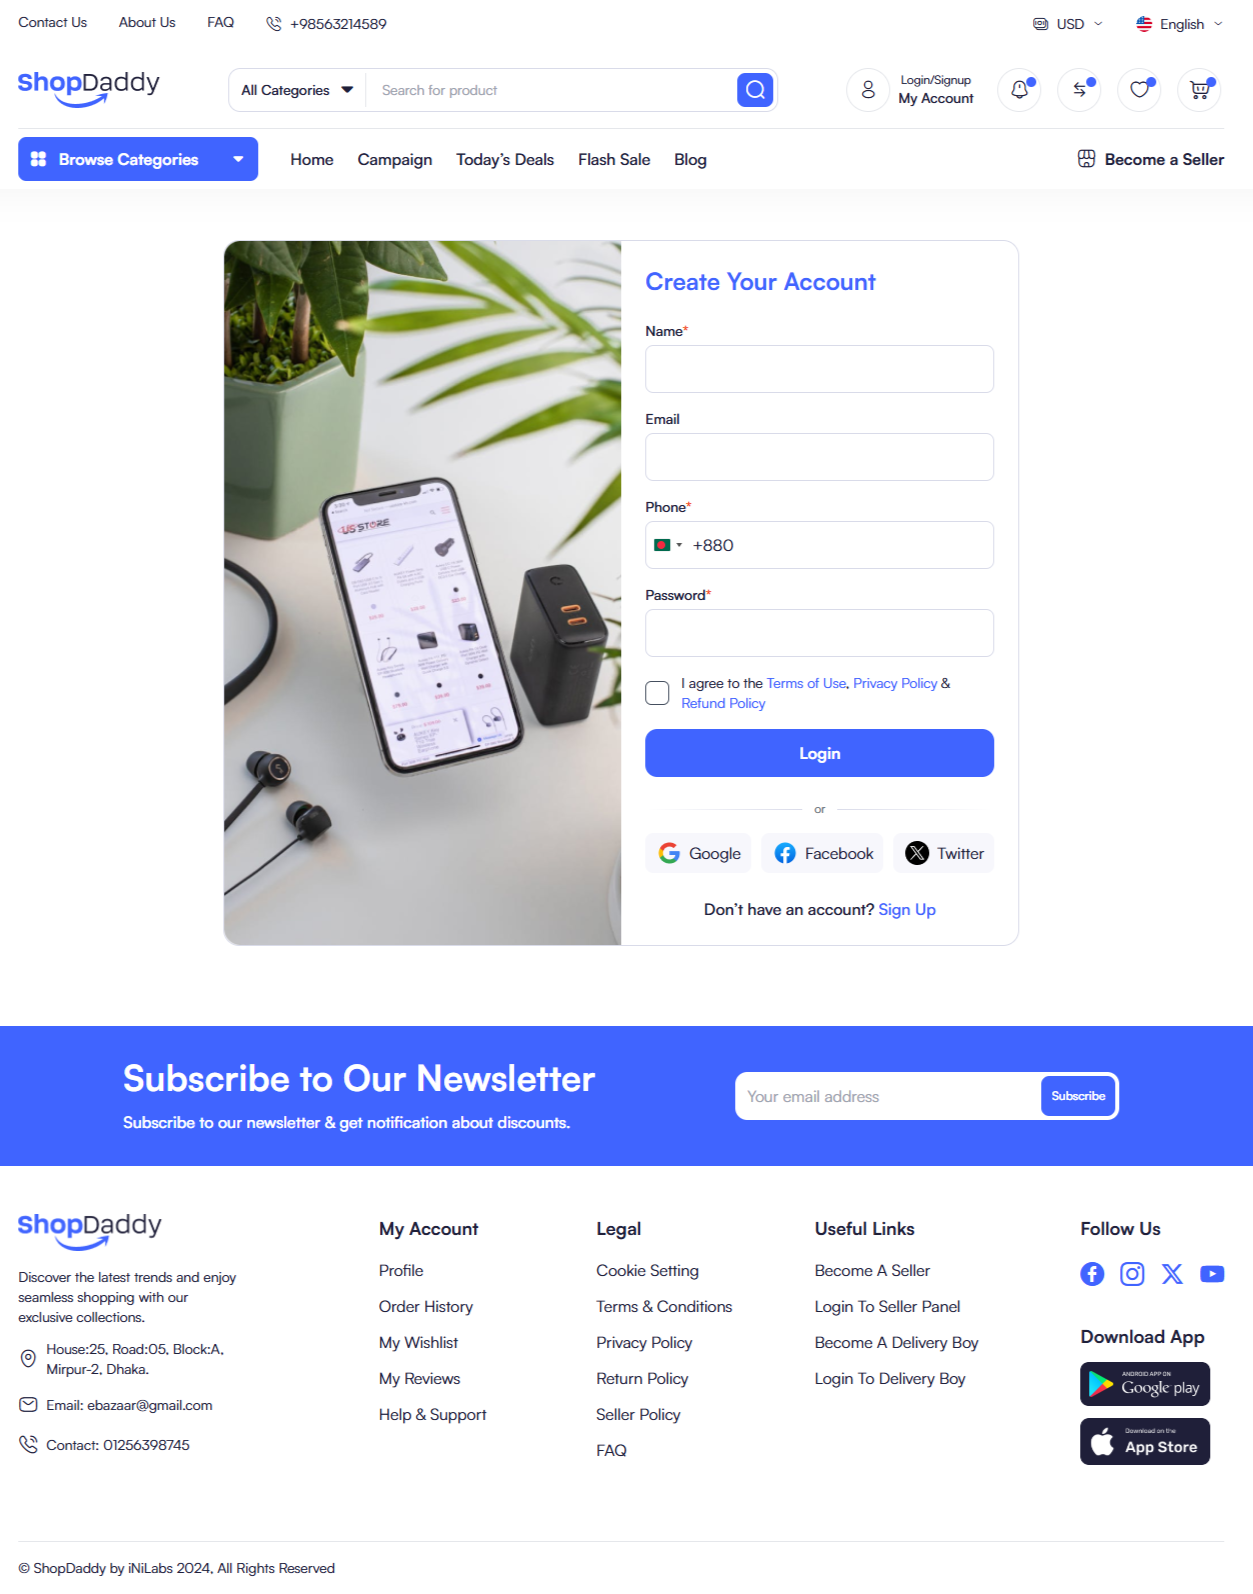 Contact Us About Us FAQ +98563214589 USD English
ShopDaddy All Categories Search for product Login/Signup
My Account
Browse Categories Home Campaign Today's Deals Flash Sale Blog Become a Seller
US STORE
Create Your Account
Name*
Email
Phone*
+880
Password*
I agree to the Terms of Use, Privacy Policy &
Refund Policy
Login
or
Google Facebook Twitter
Don't have an account? Sign Up
Subscribe to Our Newsletter
Subscribe to our newsletter & get notification about discounts.
Your email address Subscribe
ShopDaddy
Discover the latest trends and enjoy
seamless shopping with our
exclusive collections.
House:25, Road:05, Block:A,
Mirpur-2, Dhaka.
Email: ebazaar@gmail.com
Contact: 01256398745
My Account
Profile
Order History
My Wishlist
My Reviews
Help & Support
Legal
Cookie Setting
Terms & Conditions
Privacy Policy
Return Policy
Seller Policy
FAQ
Useful Links
Become A Seller
Login To Seller Panel
Become A Delivery Boy
Login To Delivery Boy
Follow Us
Download App
ANDROID APP ON
Google play
Download on the
App Store
© ShopDaddy by iNiLabs 2024, All Rights Reserved